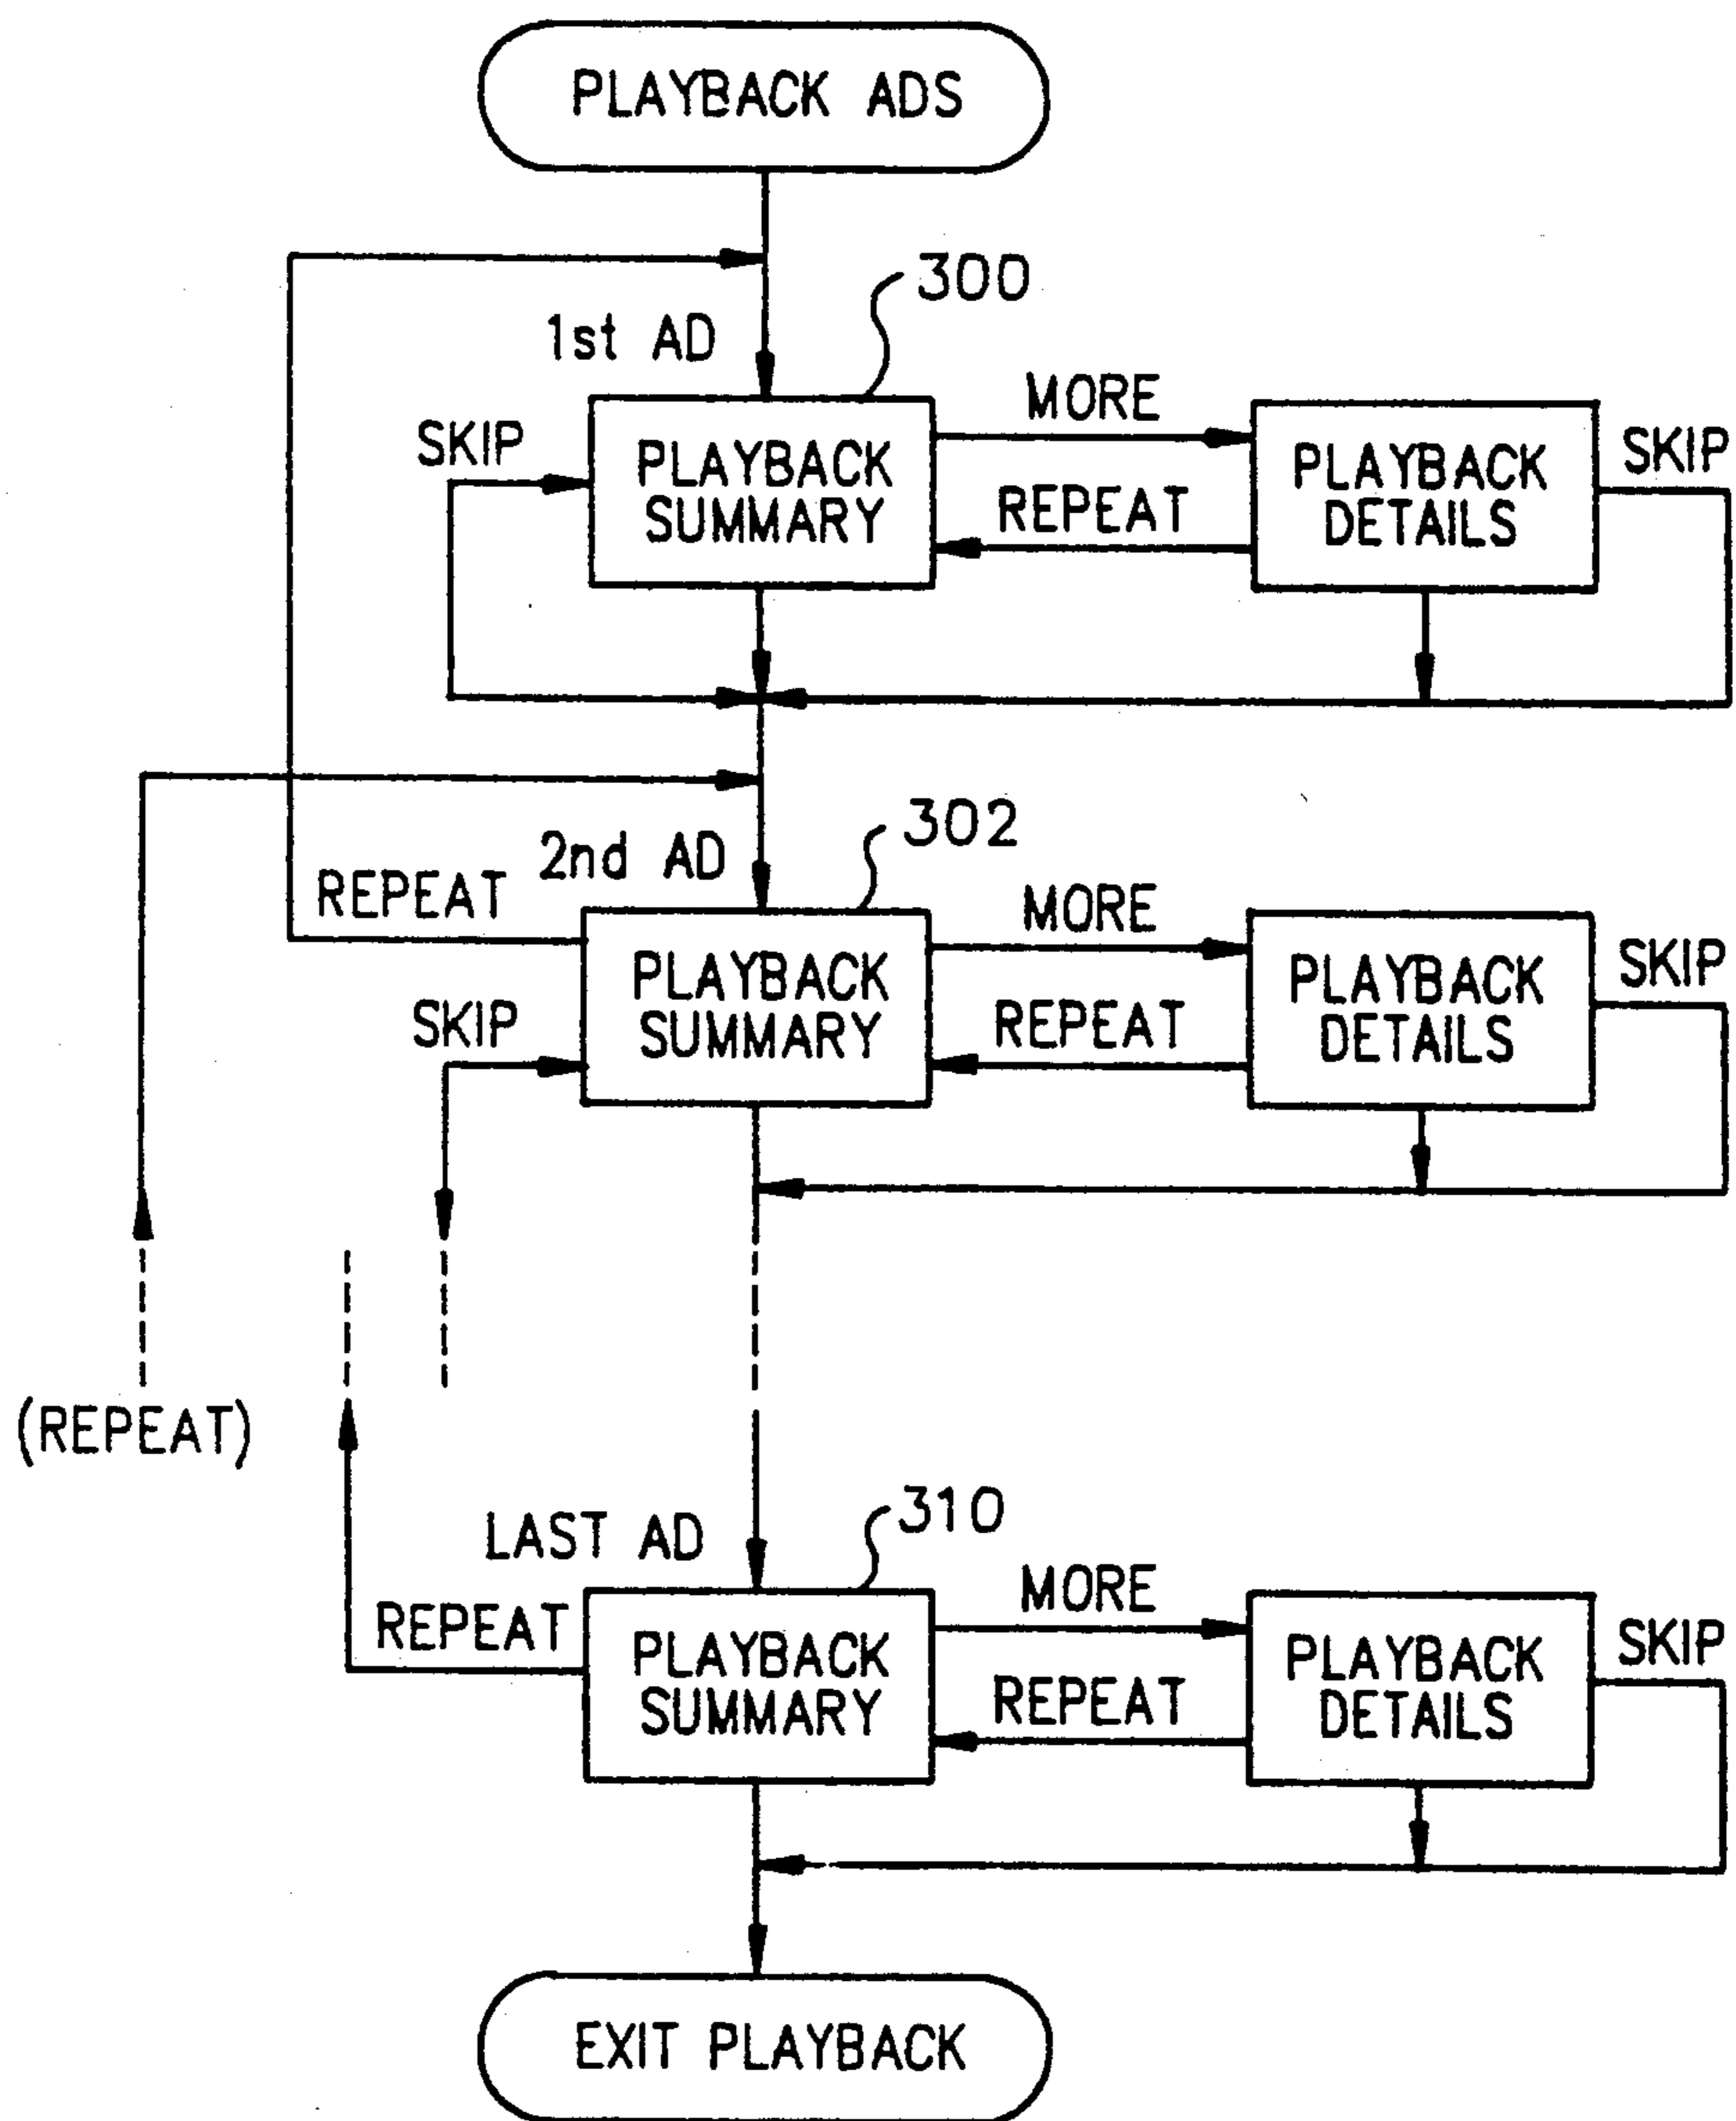 PLAYBACK ADS
300
1st AD
MORE
SKIP
PLAYBACK
SUMMARY
REPEAT
PLAYBACK
DETAILS
SKIP
302
2nd AD
REPEAT
MORE
PLAYBACK
SUMMARY
REPEAT
PLAYBACK
DETAILS
SKIP
SKIP
(REPEAT)
310
LAST AD
REPEAT
MORE
PLAYBACK
SUMMARY
REPEAT
PLAYBACK
DETAILS
SKIP
EXIT PLAYBACK